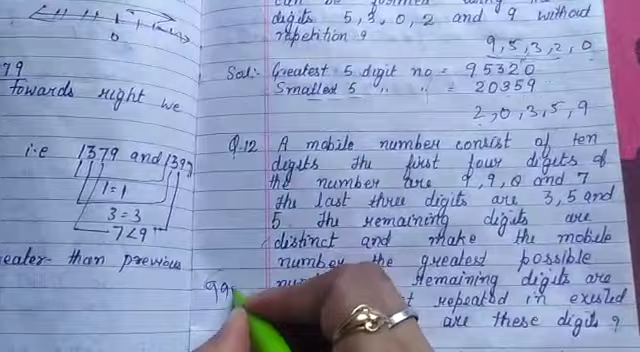 0
79
towards right we
i.e 1379 and 1397
1=1
3=3
7<9
eater than previous
digits 5, 3, 0, 2 and 9 without
repetition ?
9, 5, 3, 2, 0
Sol:- Greatest 5 digit no = 95320
Smallest 5 " " = 20359
2, 0, 3, 5, 9
Q.12 A mobile number consist of ten
digits the first four digits of
the number are 9, 9, 8 and 7
the last three digits are 3, 5 and
5. The remaining digits are
distinct and make the mobile
number the greatest possible
remaining digits are
repeated in existed
are these digits ?
99